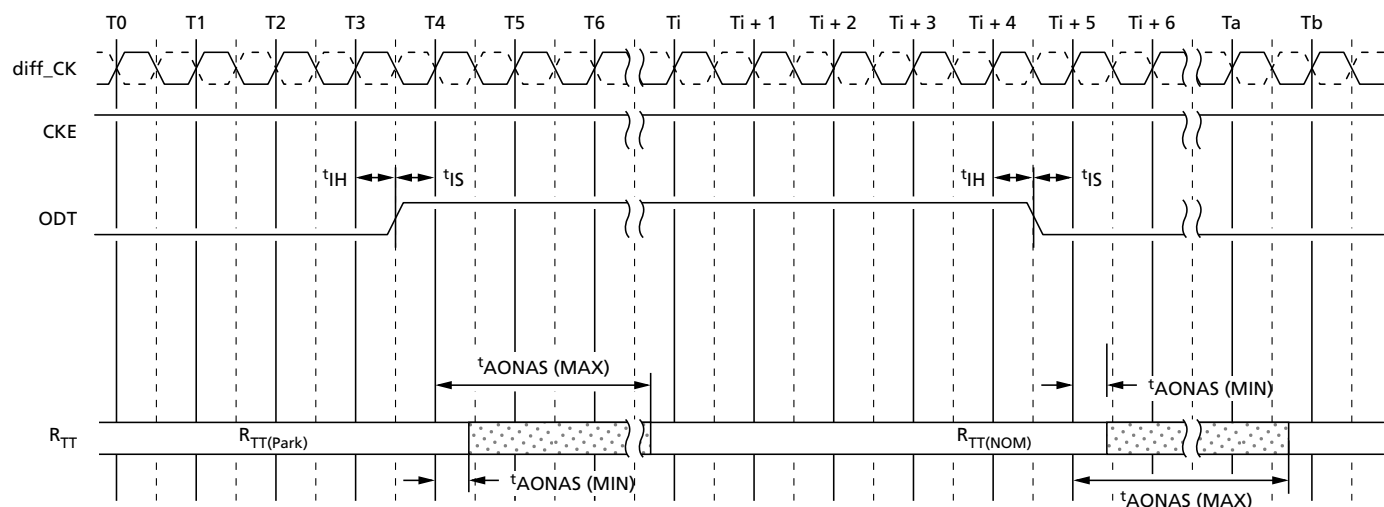 T0 T1 T2 T3 T4 T5 T6 Ti Ti + 1 Ti + 2 Ti + 3 Ti + 4 Ti + 5 Ti + 6 Ta Tb
diff_CK
CKE
tIH tIS tIH tIS
ODT
tAONAS (MAX)
tAONAS (MIN)
RTT RTT(Park) RTT(NOM)
tAONAS (MIN)
tAONAS (MAX)